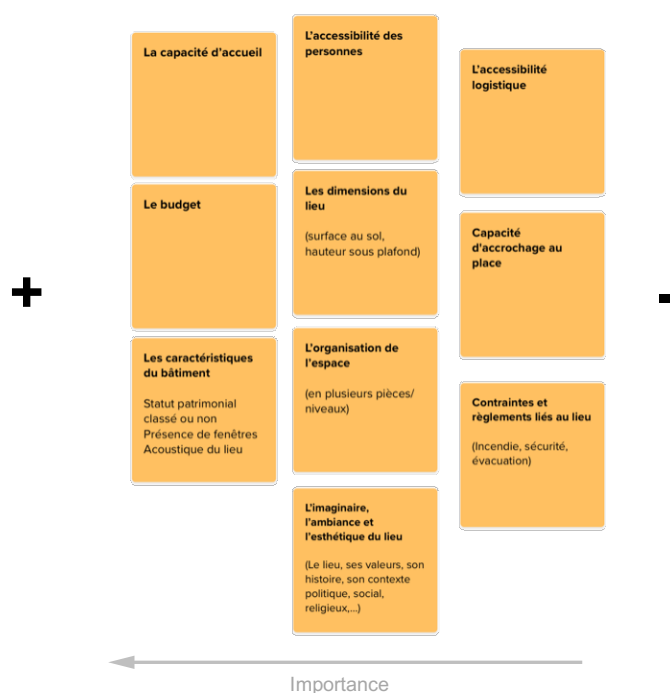 La capacité d'accueil
Le budget
Les caractéristiques
du bâtiment
Statut patrimonial
classé ou non
Présence de fenêtres
Acoustique du lieu
L'accessibilité des
personnes
Les dimensions du
lieu
(surface au sol,
hauteur sous plafond)
L'organisation de
l'espace
(en plusieurs pièces/
niveaux)
L'imaginaire,
l'ambiance et
l'esthétique du lieu
(Le lieu, ses valeurs, son
histoire, son contexte
politique, social,
religieux,...)
L'accessibilité
logistique
Capacité
d'accrochage au
place
Contraintes et
règlements liés au lieu
(Incendie, sécurité,
évacuation)
+
-
Importance